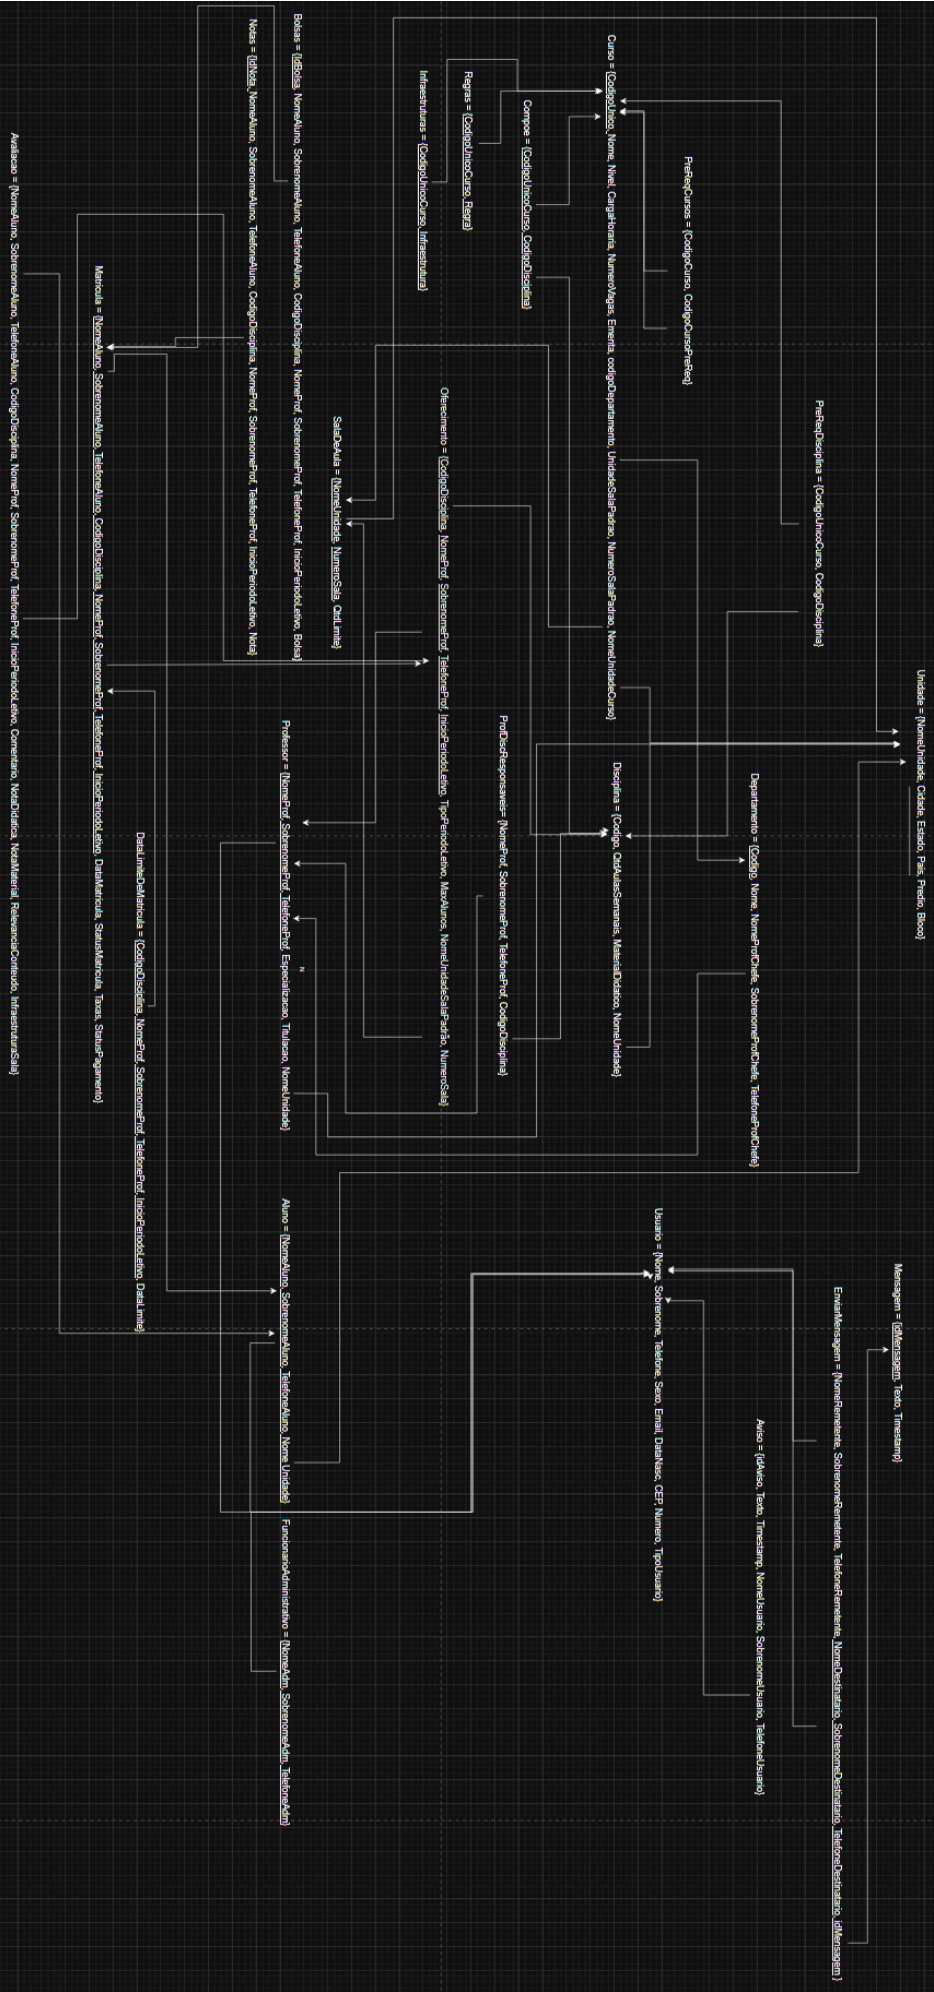 Unidade = {NomeUnidade, Cidade, Estado, Pais, Predio, Bloco}
Mensagem = {idMensagem, Texto, Timestamp}
EnviarMensagem = {NomeRemetente, SobrenomeRemetente, TelefoneRemetente, NomeDestinatario, SobrenomeDestinatario, TelefoneDestinatario, idMensagem }
PreReqDisciplina = {CodigoUnicoCurso, CodigoDisciplina}
Departamento = {Codigo, Nome, NomeProfChefe, SobrenomeProfChefe, TelefoneProfChefe}
Aviso = {idAviso, Texto, Timestamp, NomeUsuario, SobrenomeUsuario, TelefoneUsuario}
PreReqCursos = {CodigoCurso, CodigoCursoPreReq}
Usuario = {Nome, Sobrenome, Telefone, Sexo, Email, DataNasc, CEP, Numero, TipoUsuario}
Curso = {CodigoUnico, Nome, Nivel, CargaHoraria, NumeroVagas, Ementa, codigoDepartamento, UnidadeSalaPadrao, NumeroSalaPadrao, NomeUnidadeCurso}
Disciplina = {Codigo, QtdAulasSemanais, MaterialDidatico, NomeUnidade}
Compoe = {CodigoUnicoCurso, CodigoDisciplina}
ProfDiscResponsaveis= {NomeProf, SobrenomeProf, TelefoneProf, CodigoDisciplina}
Regras = {CodigoUnicoCurso, Regra}
Oferecimento = {CodigoDisciplina, NomeProf, SobrenomeProf, TelefoneProf, InicioPeriodoLetivo, TipoPeriodoLetivo, MaxAlunos, NomeUnidadeSalaPadrão, NumeroSala}
Infraestruturas = {CodigoUnicoCurso, Infraestrutura}
SalaDeAula = {NomeUnidade, NumeroSala, QtdLimite}
N
Bolsas = {IdBolsa, NomeAluno, SobrenomeAluno, TelefoneAluno, CodigoDisciplina, NomeProf, SobrenomeProf, TelefoneProf, InicioPeriodoLetivo, Bolsa}
Professor = {NomeProf, SobrenomeProf, TelefoneProf, Especializacao, Titulacao, NomeUnidade}
Aluno = {NomeAluno, SobrenomeAluno, TelefoneAluno, Nome Unidade}
FuncionarioAdministrativo = {NomeAdm, SobrenomeAdm, TelefoneAdm}
Notas = {IdNota, NomeAluno, SobrenomeAluno, TelefoneAluno, CodigoDisciplina, NomeProf, SobrenomeProf, TelefoneProf, InicioPeriodoLetivo, Nota}
DataLimiteDeMatricula = {CodigoDisciplina, NomeProf, SobrenomeProf, TelefoneProf, InicioPeriodoLetivo, DataLimite}
Matricula = {NomeAluno, SobrenomeAluno, TelefoneAluno, CodigoDisciplina, NomeProf, SobrenomeProf, TelefoneProf, InicioPeriodoLetivo, DataMatricula, StatusMatricula, Taxas, StatusPagamento}
Avaliacao = {NomeAluno, SobrenomeAluno, TelefoneAluno, CodigoDisciplina, NomeProf, SobrenomeProf, TelefoneProf, InicioPeriodoLetivo, Comentario, NotaDidatica, NotaMaterial, RelevanciaConteudo, InfraestruturaSala}